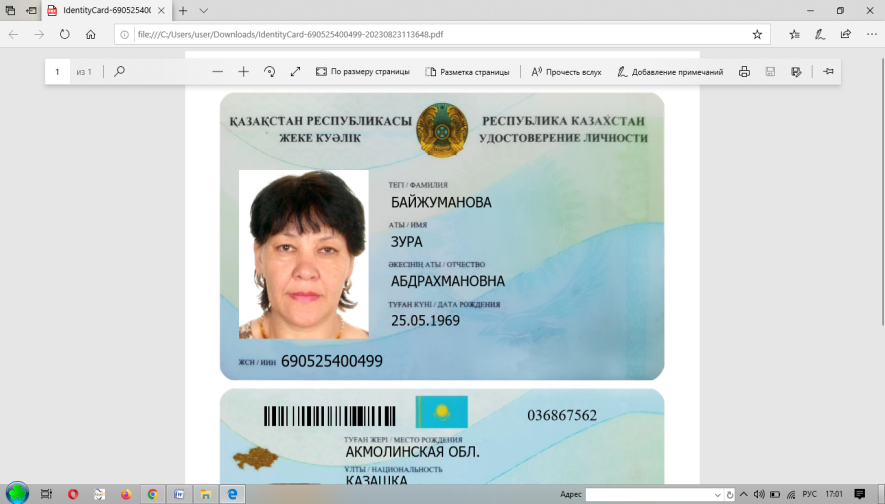 IdentityCard-690525400
file:///C:/Users/user/Downloads/IdentityCard-690525400499-20230823113648.pdf
1 из 1 По размеру страницы Разметка страницы Прочесть вслух Добавление примечаний
ҚАЗАҚСТАН РЕСПУБЛИКАСЫ
ЖЕКЕ КУӘЛІК
РЕСПУБЛИКА КАЗАХСТАН
УДОСТОВЕРЕНИЕ ЛИЧНОСТИ
ТЕГІ / ФАМИЛИЯ
БАЙЖУМАНОВА
АТЫ / ИМЯ
ЗУРА
ӘКЕСІНІҢ АТЫ / ОТЧЕСТВО
АБДРАХМАНОВНА
ТУҒАН КҮНІ / ДАТА РОЖДЕНИЯ
25.05.1969
ЖСН / ИИН 690525400499
036867562
ТУҒАН ЖЕРІ / МЕСТО РОЖДЕНИЯ
АКМОЛИНСКАЯ ОБЛ.
ҰЛТЫ / НАЦИОНАЛЬНОСТЬ
КАЗАШКА
Адрес РУС 17:01